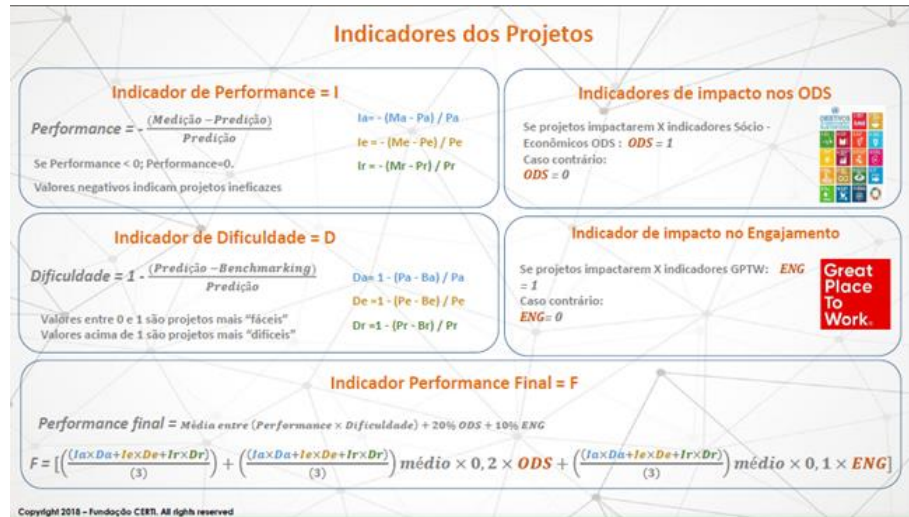 Indicadores dos Projetos
Indicador de Performance = I
Performance = - (Medição - Predição) / Predição
Se Performance < 0; Performance=0.
Valores negativos indicam projetos ineficazes
Ia= - (Ma - Pa) / Pa
Ie = - (Me - Pe) / Pe
Ir = - (Mr - Pr) / Pr
Indicadores de impacto nos ODS
Se projetos impactarem X indicadores Sócio -
Econômicos ODS : ODS = 1
Caso contrário:
ODS = 0
Indicador de Dificuldade = D
Dificuldade = 1 - (Predição - Benchmarking) / Predição
Valores entre 0 e 1 são projetos mais "fáceis"
Valores acima de 1 são projetos mais "difíceis"
Da= 1 - (Pa - Ba) / Pa
De =1 - (Pe - Be) / Pe
Dr =1 - (Pr - Br) / Pr
Indicador de impacto no Engajamento
Se projetos impactarem X indicadores GPTW: ENG
= 1
Caso contrário:
ENG= 0
Great
Place
To
Work.
Indicador Performance Final = F
Performance final = Média entre (Performance × Dificuldade) + 20% ODS + 10% ENG
F = [((Ia×Da+Ie×De+Ir×Dr) / (3)) + ((Ia×Da+Ie×De+Ir×Dr) / (3)) médio × 0,2 × ODS + ((Ia×Da+Ie×De+Ir×Dr) / (3)) médio × 0,1 × ENG]
Copyright 2018 – Fundação CERTI. All rights reserved